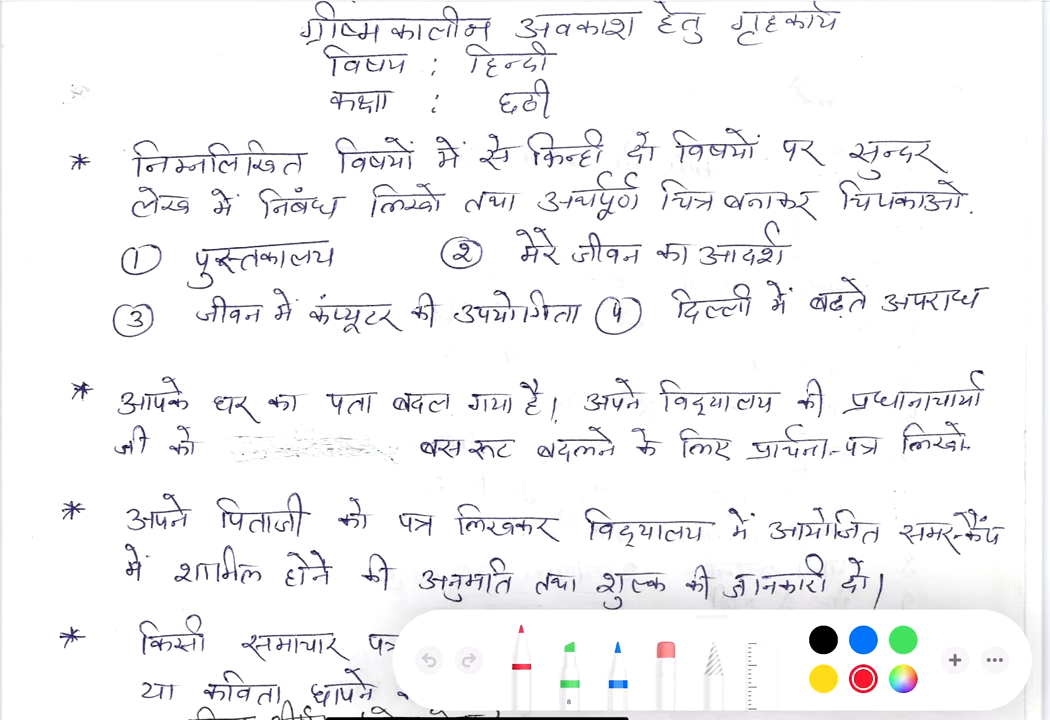 ग्रीष्मकालीन अवकाश हेतु गृहकार्य
विषय : हिन्दी
कक्षा : छठी
* निम्नलिखित विषयों में से किन्ही दो विषयों पर सुन्दर
लेख में निबंध लिखो तथा अर्थपूर्ण चित्र बनाकर चिपकाओ.
① पुस्तकालय ② मेरे जीवन का आदर्श
③ जीवन में कंप्यूटर की उपयोगिता ④ दिल्ली में बढ़ते अपराध
* आपके घर का पता बदल गया है। अपने विद्यालय की प्रधानाचार्या
जी को बस रूट बदलने के लिए प्रार्थना-पत्र लिखो.
* अपने पिताजी को पत्र लिखकर विद्यालय में आयोजित समर-कैंप
में शामिल होने की अनुमति तथा शुल्क की जानकारी दो।
* किसी समाचार पत्र
या कविता छापने
8